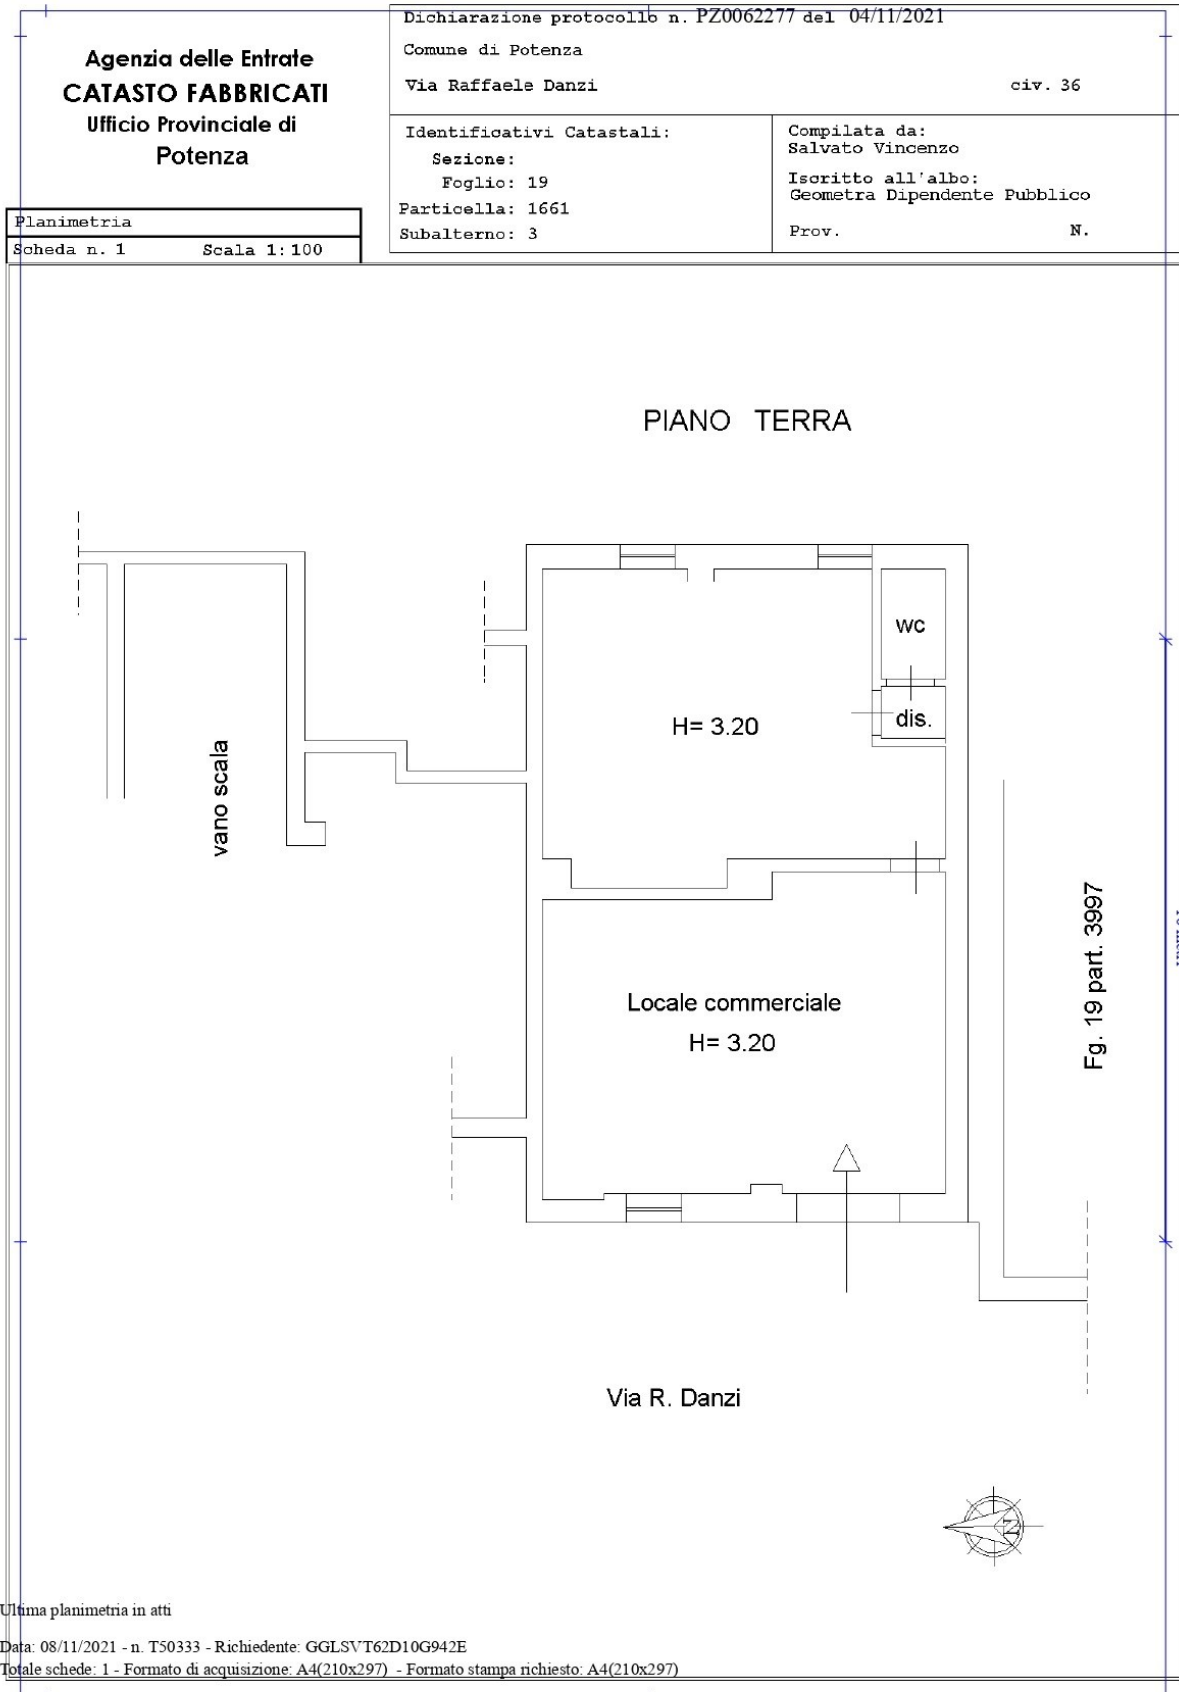 Dichiarazione protocollo n. PZ0062277 del 04/11/2021
Agenzia delle Entrate
CATASTO FABBRICATI
Ufficio Provinciale di
Potenza
Comune di Potenza
Via Raffaele Danzi civ. 36
Identificativi Catastali:
Sezione:
Foglio: 19
Particella: 1661
Subalterno: 3
Compilata da:
Salvato Vincenzo
Iscritto all'albo:
Geometra Dipendente Pubblico
Prov. N.
Planimetria
Scheda n. 1 Scala 1:100
PIANO TERRA
wc
dis.
H= 3.20
vano scala
Fg. 19 part. 3997
Locale commerciale
H= 3.20
Via R. Danzi
N
Ultima planimetria in atti
Data: 08/11/2021 - n. T50333 - Richiedente: GGLSVT62D10G942E
Totale schede: 1 - Formato di acquisizione: A4(210x297) - Formato stampa richiesto: A4(210x297)